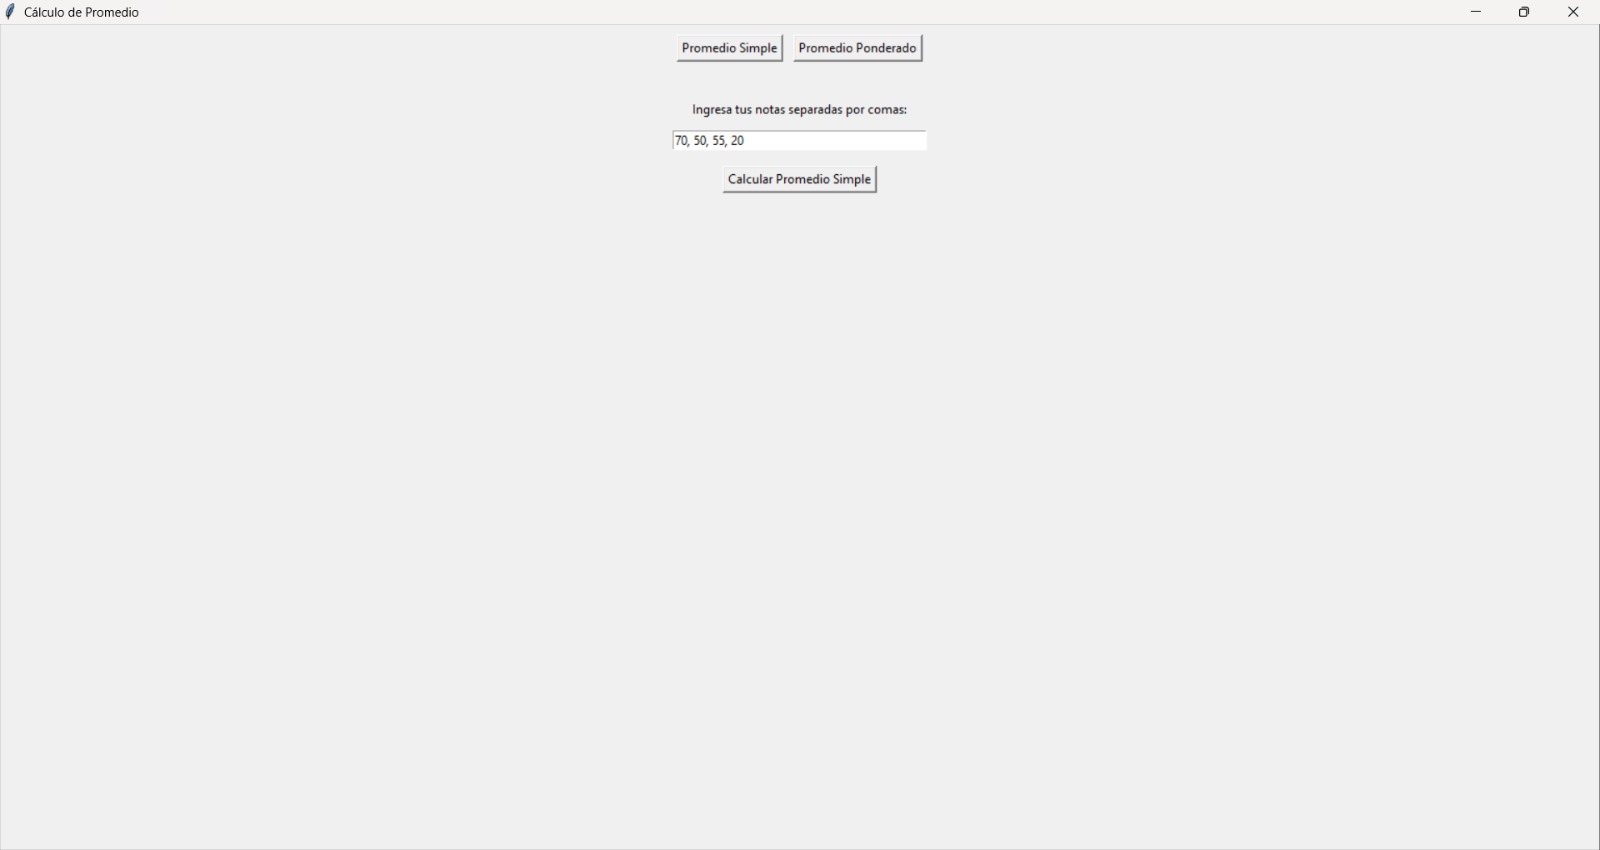 Cálculo de Promedio
Promedio Simple Promedio Ponderado
Ingresa tus notas separadas por comas:
70, 50, 55, 20
Calcular Promedio Simple